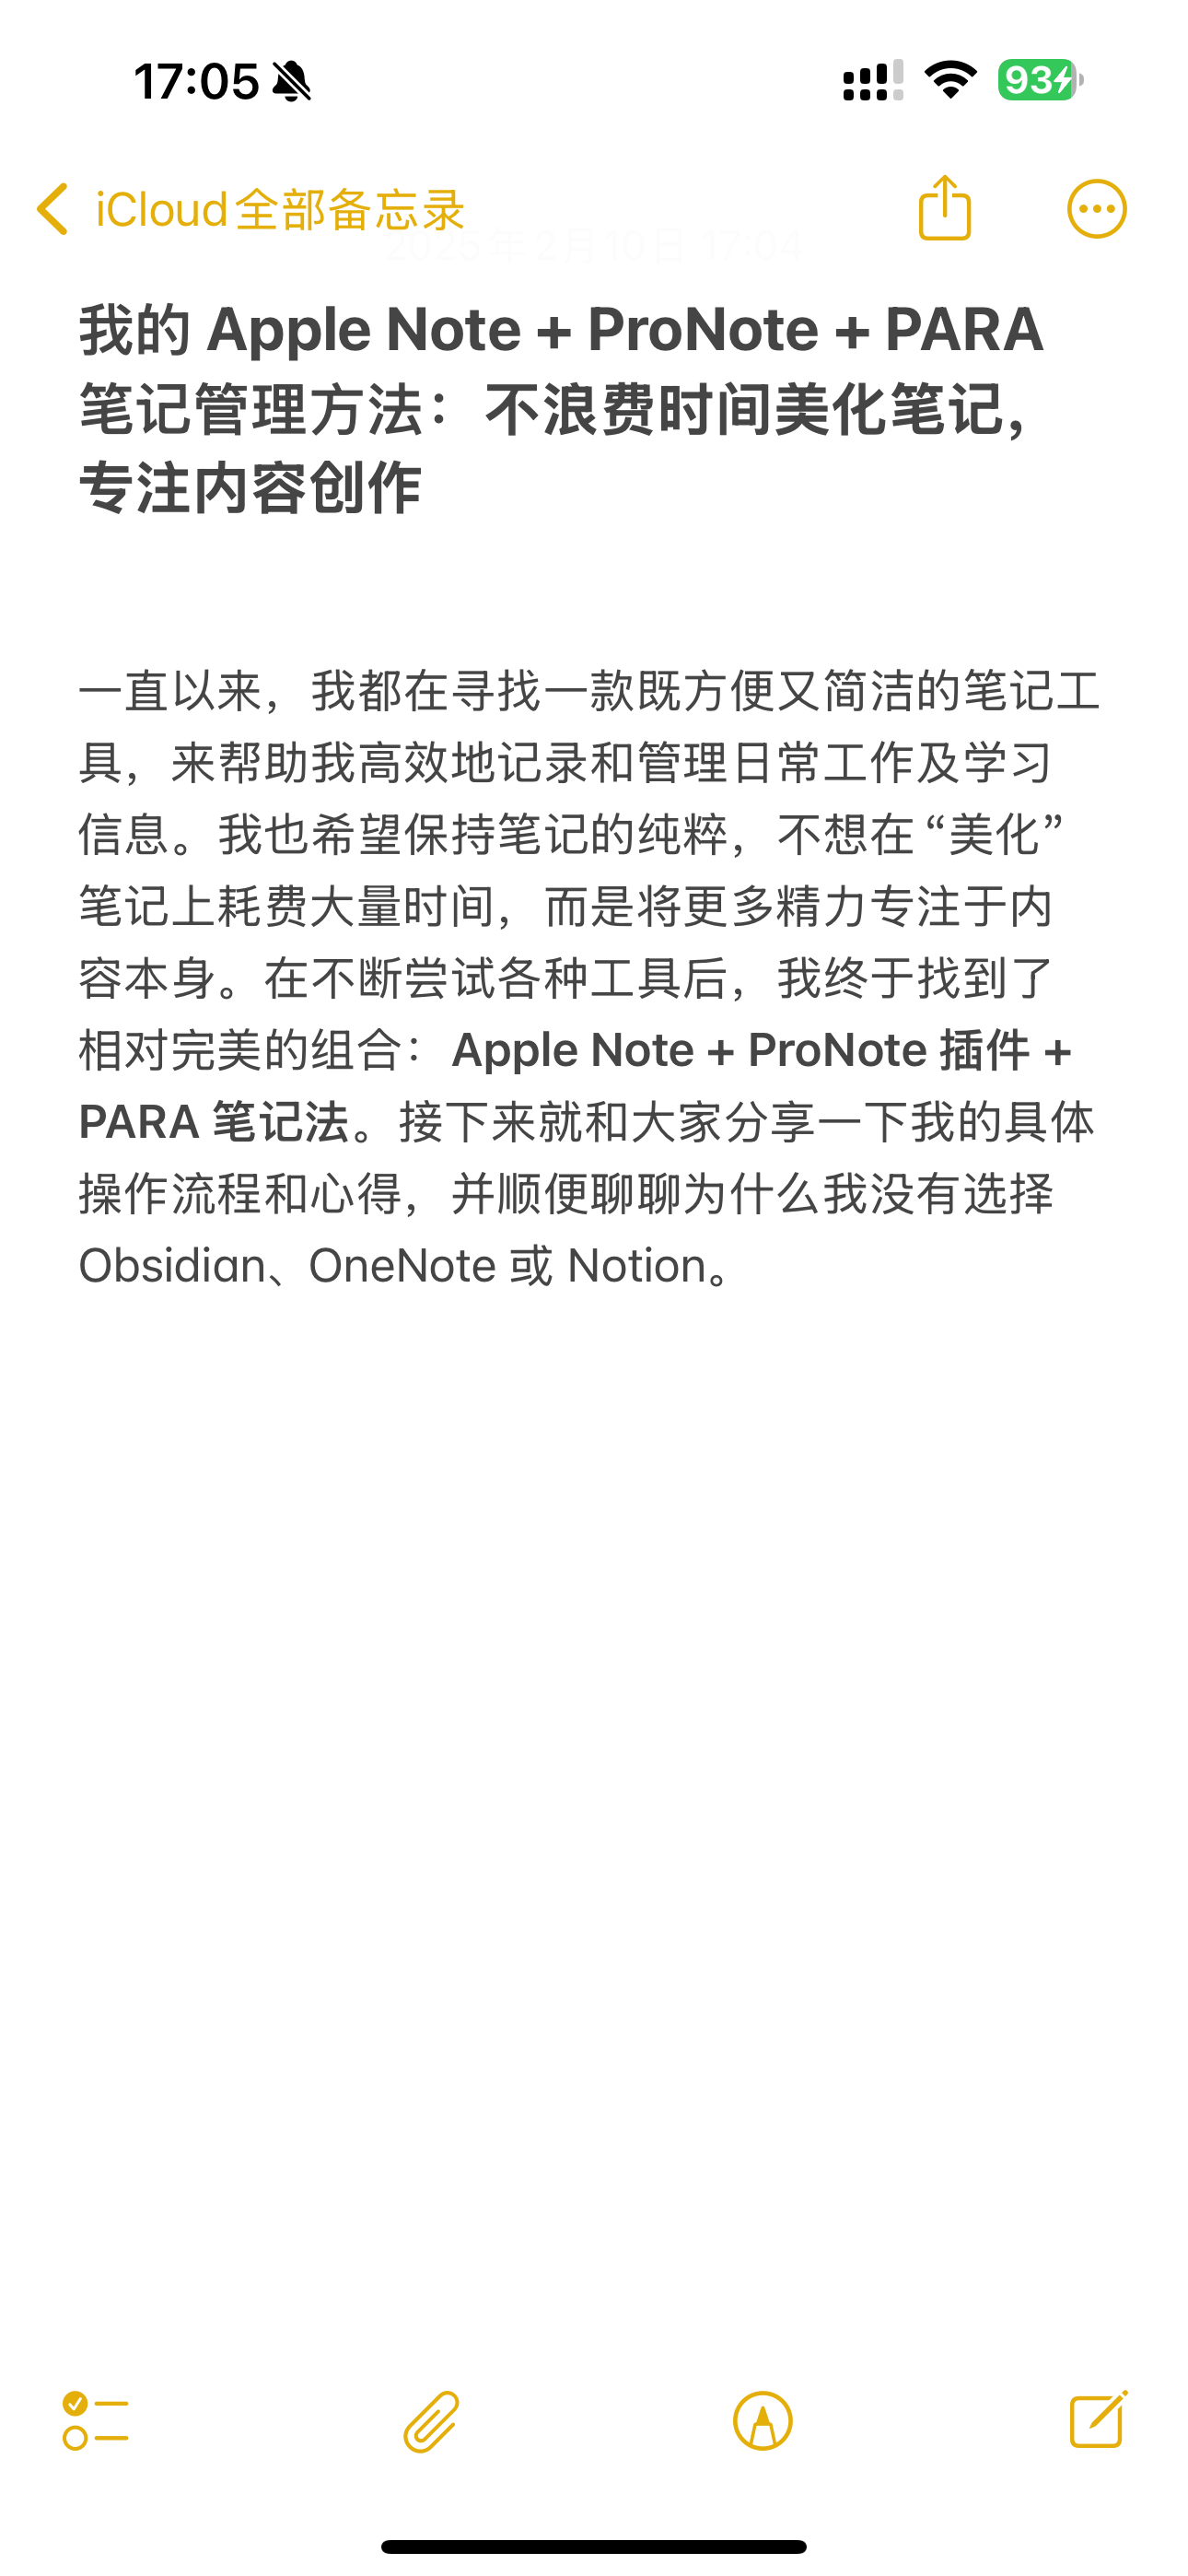 17:05
93
iCloud全部备忘录
2025年2月10日 17:04
我的 Apple Note + ProNote + PARA
笔记管理方法：不浪费时间美化笔记，
专注内容创作
一直以来，我都在寻找一款既方便又简洁的笔记工
具，来帮助我高效地记录和管理日常工作及学习
信息。我也希望保持笔记的纯粹，不想在 “美化”
笔记上耗费大量时间，而是将更多精力专注于内
容本身。在不断尝试各种工具后，我终于找到了
相对完美的组合：Apple Note + ProNote 插件 +
PARA 笔记法。接下来就和大家分享一下我的具体
操作流程和心得，并顺便聊聊为什么我没有选择
Obsidian、OneNote 或 Notion。